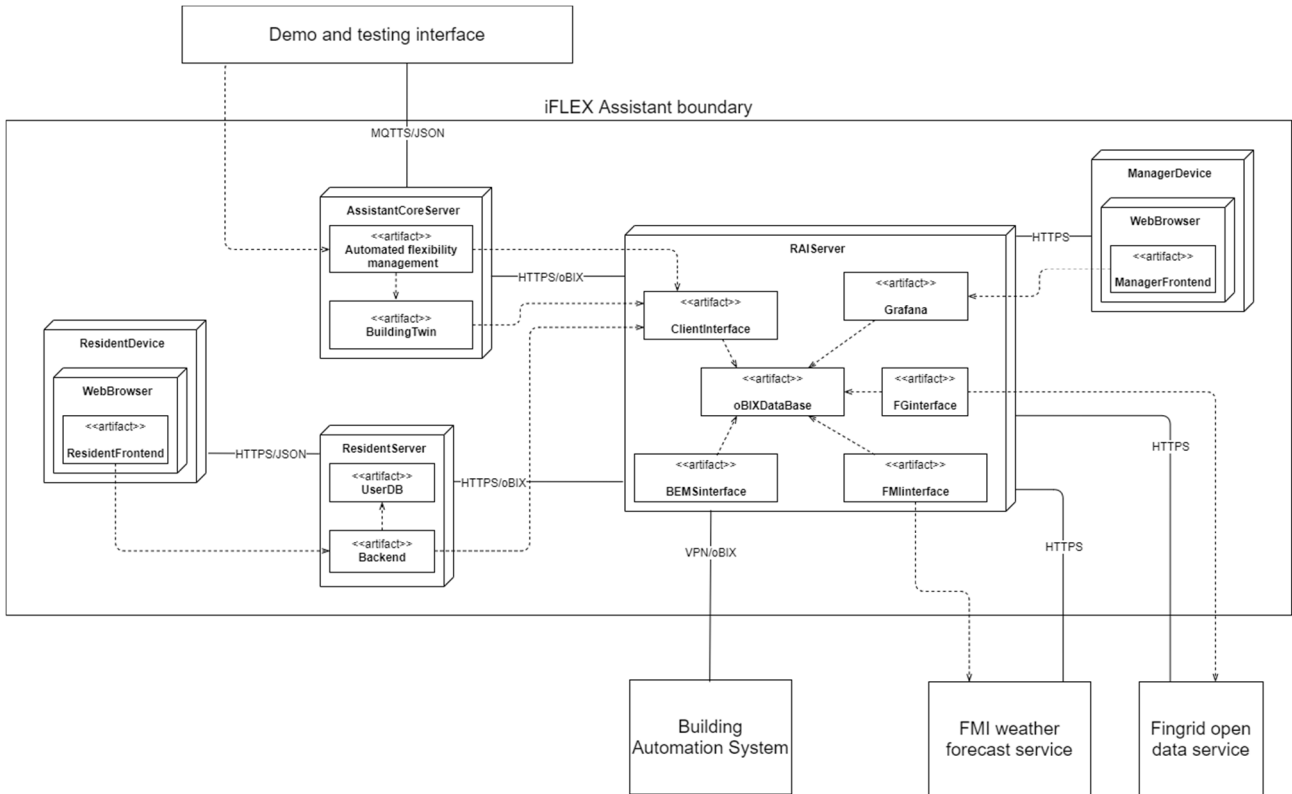 Demo and testing interface
iFLEX Assistant boundary
MQTTS/JSON
AssistantCoreServer
<<artifact>>
Automated flexibility
management
<<artifact>>
BuildingTwin
HTTPS/oBIX
RAIServer
<<artifact>>
ClientInterface
<<artifact>>
Grafana
<<artifact>>
oBIXDataBase
<<artifact>>
FGinterface
<<artifact>>
BEMSinterface
<<artifact>>
FMIinterface
HTTPS
ManagerDevice
WebBrowser
<<artifact>>
ManagerFrontend
ResidentDevice
WebBrowser
<<artifact>>
ResidentFrontend
HTTPS/JSON
ResidentServer
<<artifact>>
UserDB
<<artifact>>
Backend
HTTPS/oBIX
VPN/oBIX
HTTPS
HTTPS
Building
Automation System
FMI weather
forecast service
Fingrid open
data service